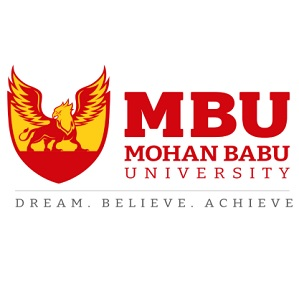 MBU
MOHAN BABU
UNIVERSITY
DREAM. BELIEVE. ACHIEVE